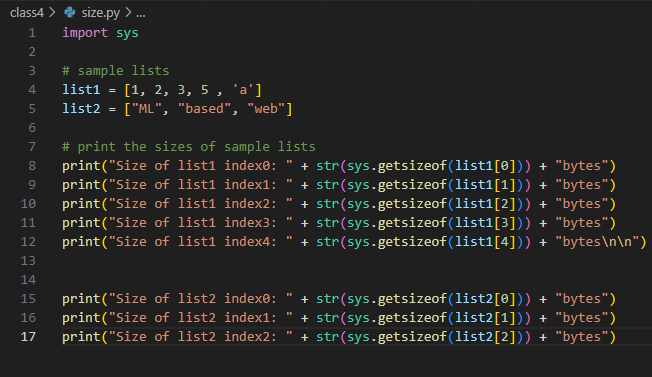 class4 > size.py > ...
1 import sys
2
3 # sample lists
4 list1 = [1, 2, 3, 5 , 'a']
5 list2 = ["ML", "based", "web"]
6
7 # print the sizes of sample lists
8 print("Size of list1 index0: " + str(sys.getsizeof(list1[0])) + "bytes")
9 print("Size of list1 index1: " + str(sys.getsizeof(list1[1])) + "bytes")
10 print("Size of list1 index2: " + str(sys.getsizeof(list1[2])) + "bytes")
11 print("Size of list1 index3: " + str(sys.getsizeof(list1[3])) + "bytes")
12 print("Size of list1 index4: " + str(sys.getsizeof(list1[4])) + "bytes\n\n")
13
14
15 print("Size of list2 index0: " + str(sys.getsizeof(list2[0])) + "bytes")
16 print("Size of list2 index1: " + str(sys.getsizeof(list2[1])) + "bytes")
17 print("Size of list2 index2: " + str(sys.getsizeof(list2[2])) + "bytes")